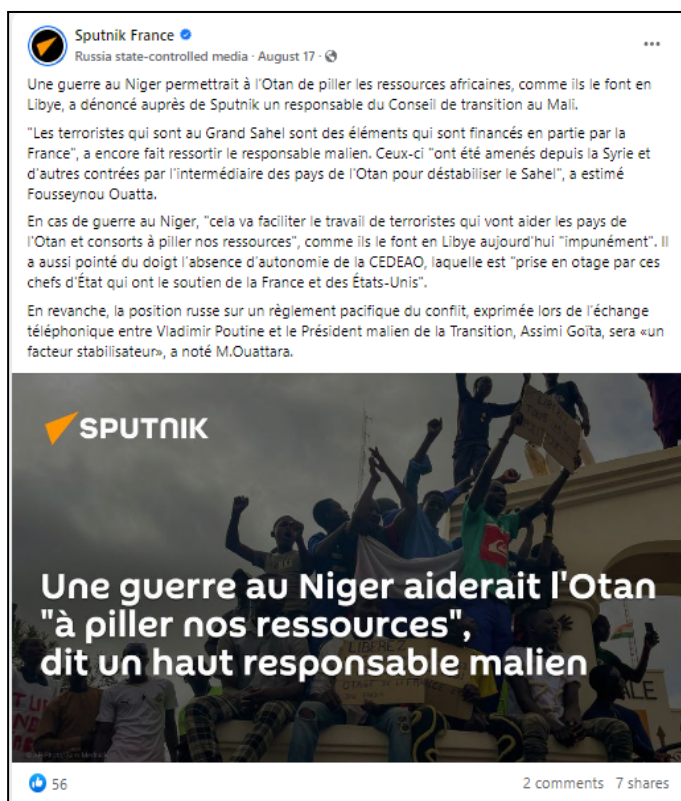 Sputnik France
Russia state-controlled media · August 17 ·
Une guerre au Niger permettrait à l'Otan de piller les ressources africaines, comme ils le font en
Libye, a dénoncé auprès de Sputnik un responsable du Conseil de transition au Mali.
"Les terroristes qui sont au Grand Sahel sont des éléments qui sont financés en partie par la
France", a encore fait ressortir le responsable malien. Ceux-ci "ont été amenés depuis la Syrie et
d'autres contrées par l'intermédiaire des pays de l'Otan pour déstabiliser le Sahel", a estimé
Fousseynou Ouatta.
En cas de guerre au Niger, "cela va faciliter le travail de terroristes qui vont aider les pays de
l'Otan et consorts à piller nos ressources", comme ils le font en Libye aujourd'hui "impunément". Il
a aussi pointé du doigt l'absence d'autonomie de la CEDEAO, laquelle est "prise en otage par ces
chefs d'État qui ont le soutien de la France et des États-Unis".
En revanche, la position russe sur un règlement pacifique du conflit, exprimée lors de l'échange
téléphonique entre Vladimir Poutine et le Président malien de la Transition, Assimi Goïta, sera «un
facteur stabilisateur», a noté M.Ouattara.
SPUTNIK
Une guerre au Niger aiderait l'Otan
"à piller nos ressources",
dit un haut responsable malien
56
2 comments 7 shares